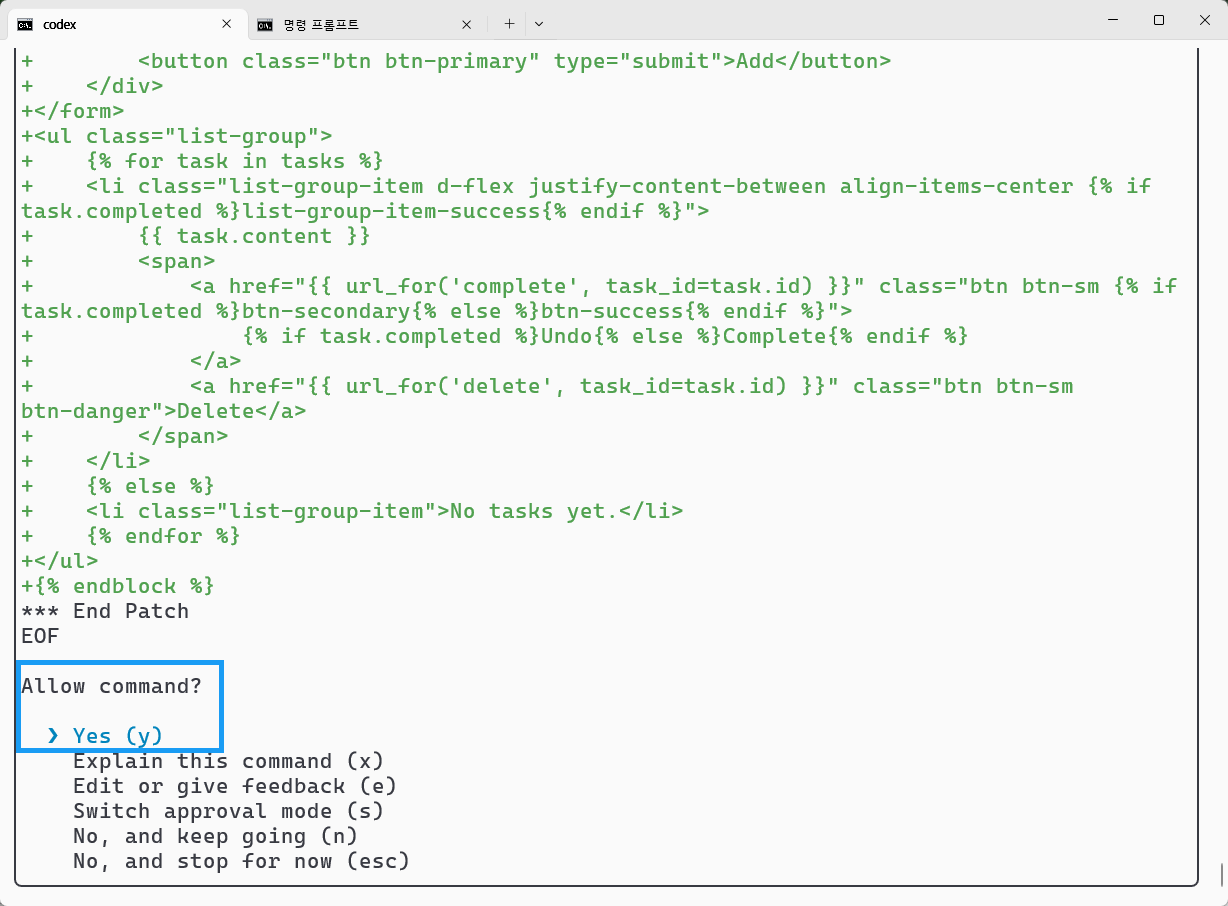 codex
명령 프롬프트
+        <button class="btn btn-primary" type="submit">Add</button>
+    </div>
+</form>
+<ul class="list-group">
+    {% for task in tasks %}
+    <li class="list-group-item d-flex justify-content-between align-items-center {% if
task.completed %}list-group-item-success{% endif %}">
+        {{ task.content }}
+        <span>
+            <a href="{{ url_for('complete', task_id=task.id) }}" class="btn btn-sm {% if
task.completed %}btn-secondary{% else %}btn-success{% endif %}">
+                {% if task.completed %}Undo{% else %}Complete{% endif %}
+            </a>
+            <a href="{{ url_for('delete', task_id=task.id) }}" class="btn btn-sm
btn-danger">Delete</a>
+        </span>
+    </li>
+    {% else %}
+    <li class="list-group-item">No tasks yet.</li>
+    {% endfor %}
+</ul>
+{% endblock %}
*** End Patch
EOF
Allow command?
❯ Yes (y)
Explain this command (x)
Edit or give feedback (e)
Switch approval mode (s)
No, and keep going (n)
No, and stop for now (esc)